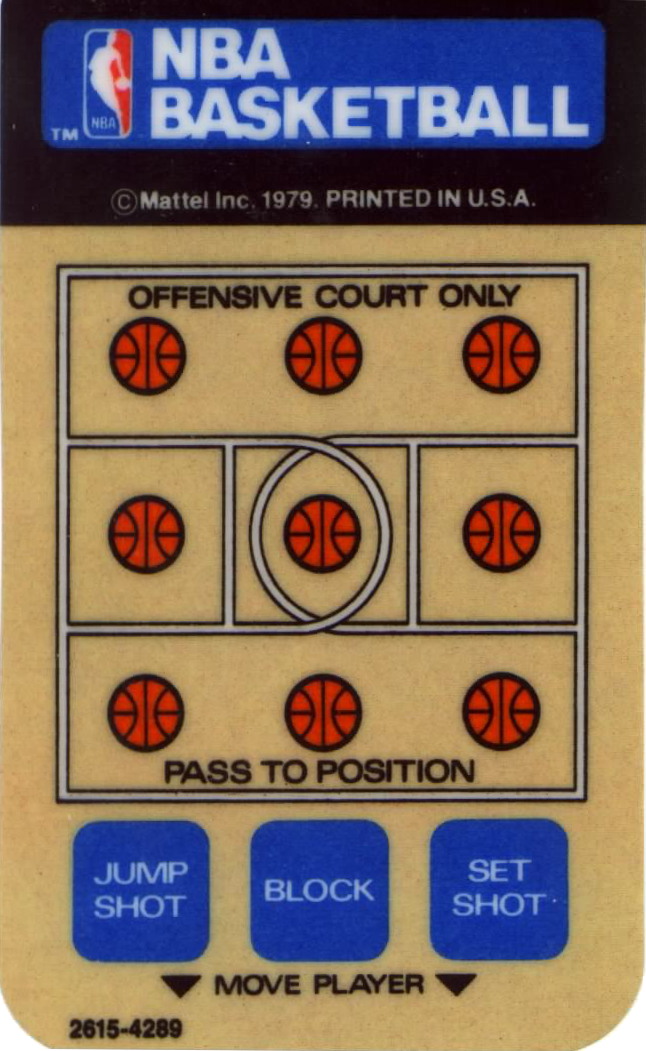 NBA
BASKETBALL
NBA
TM
©Mattel Inc. 1979. PRINTED IN U.S.A.
OFFENSIVE COURT ONLY
PASS TO POSITION
JUMP
SHOT
BLOCK
SET
SHOT
MOVE PLAYER
2615-4289